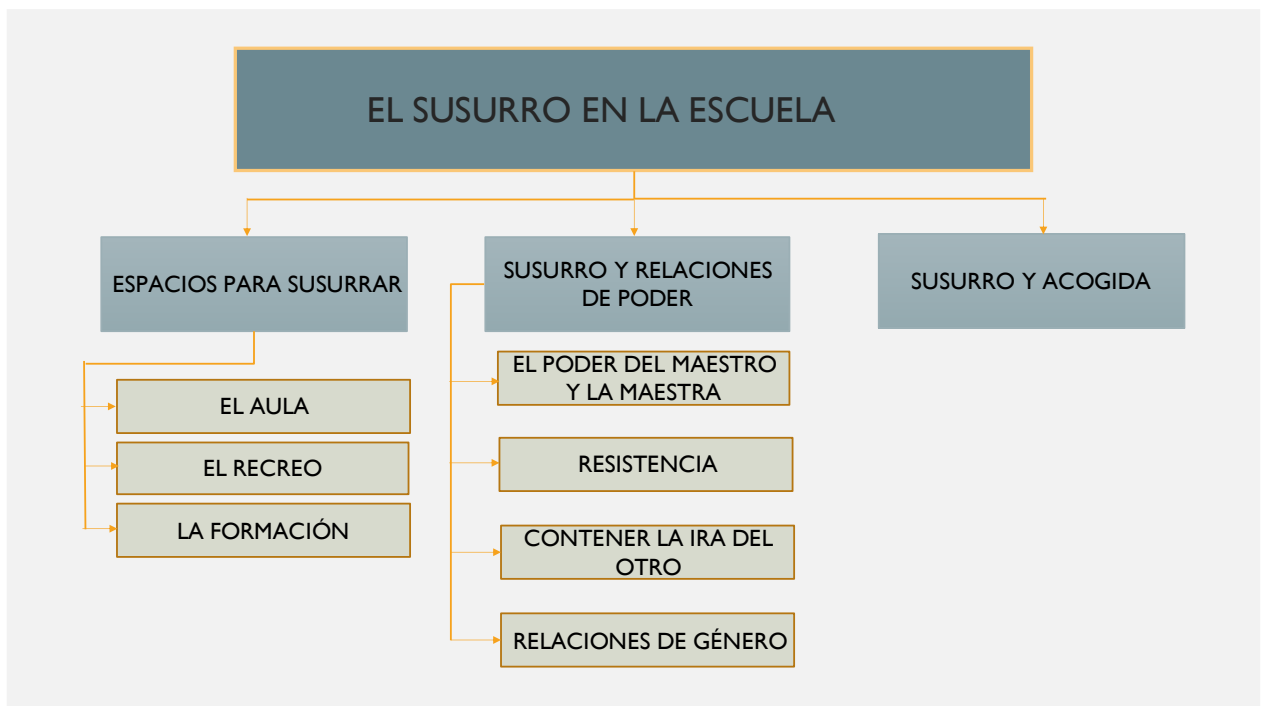 EL SUSURRO EN LA ESCUELA
ESPACIOS PARA SUSURRAR
EL AULA
EL RECREO
LA FORMACIÓN
SUSURRO Y RELACIONES
DE PODER
EL PODER DEL MAESTRO
Y LA MAESTRA
RESISTENCIA
CONTENER LA IRA DEL
OTRO
RELACIONES DE GÉNERO
SUSURRO Y ACOGIDA